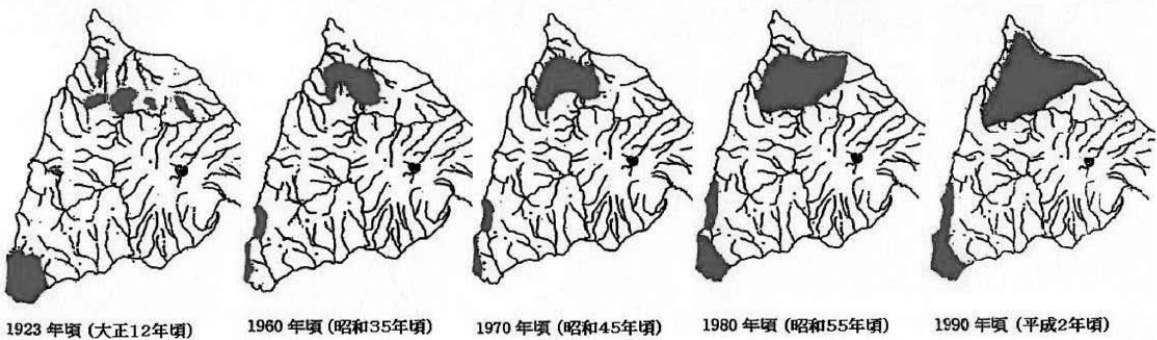 1923 年頃 (大正12年頃)
1960 年頃 (昭和35年頃)
1970 年頃 (昭和45年頃)
1980 年頃 (昭和55年頃)
1990 年頃 (平成2年頃)